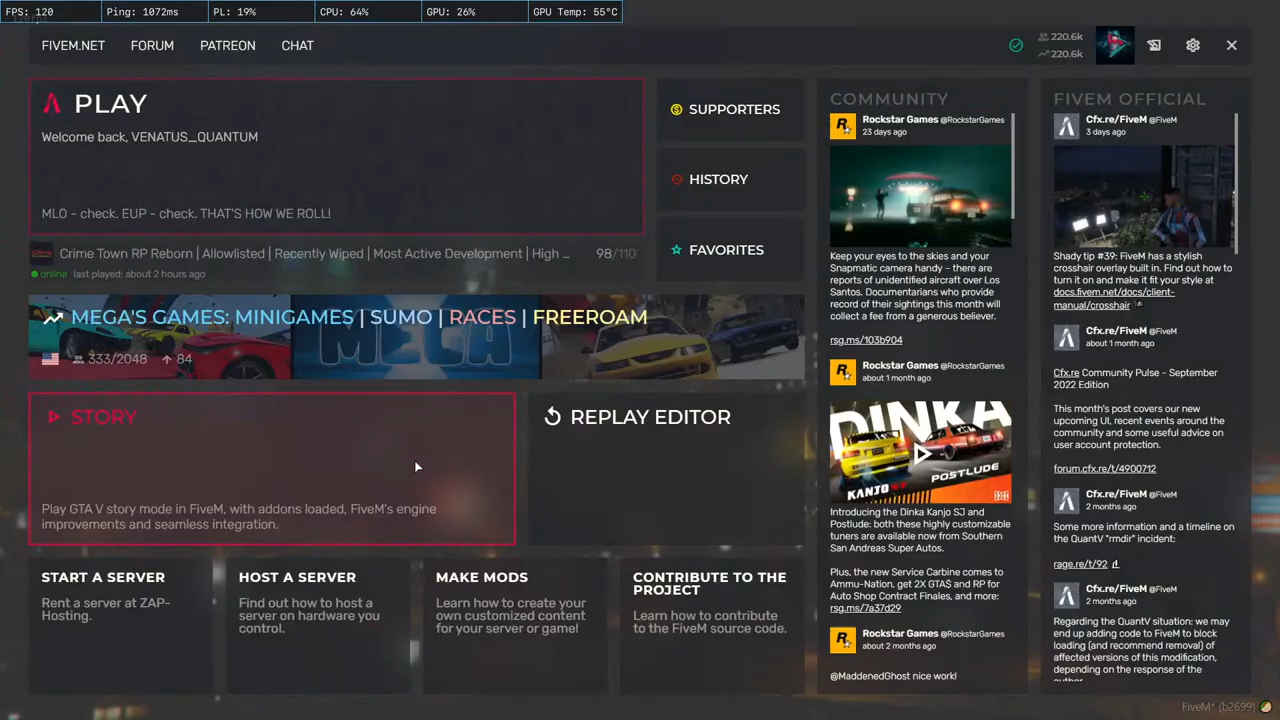 FPS: 120
Ping: 1072ms
PL: 19%
CPU: 64%
GPU: 26%
GPU Temp: 55°C
FIVEM.NET
FORUM
PATREON
CHAT
220.6k
220.6k
PLAY
Welcome back, VENATUS_QUANTUM
MLO - check. EUP - check. THAT'S HOW WE ROLL!
Crime Town RP Reborn | Allowlisted | Recently Wiped | Most Active Development | High ...
98/110
online last played: about 2 hours ago
SUPPORTERS
HISTORY
FAVORITES
MEGA'S GAMES: MINIGAMES | SUMO | RACES | FREEROAM
MEGA
333/2048
84
STORY
Play GTA V story mode in FiveM, with addons loaded, FiveM's engine
improvements and seamless integration.
REPLAY EDITOR
START A SERVER
Rent a server at ZAP-
Hosting.
HOST A SERVER
Find out how to host a
server on hardware you
control.
MAKE MODS
Learn how to create your
own customized content
for your server or game!
CONTRIBUTE TO THE
PROJECT
Learn how to contribute
to the FiveM source code.
COMMUNITY
Rockstar Games @RockstarGames
23 days ago
Keep your eyes to the skies and your
Snapmatic camera handy – there are
reports of unidentified aircraft over Los
Santos. Documentarians who provide
record of their sightings this month will
collect a fee from a generous believer.
rsg.ms/103b904
Rockstar Games @RockstarGames
about 1 month ago
DINKA
KANJO SJ
POSTLUDE
Introducing the Dinka Kanjo SJ and
Postlude: both these highly customizable
tuners are available now from Southern
San Andreas Super Autos.
Plus, the new Service Carbine comes to
Ammu-Nation, get 2X GTA$ and RP for
Auto Shop Contract Finales, and more:
rsg.ms/7a37d29
Rockstar Games @RockstarGames
about 2 months ago
@MaddenedGhost nice work!
FIVEM OFFICIAL
Cfx.re/FiveM @FiveM
3 days ago
Shady tip #39: FiveM has a stylish
crosshair overlay built in. Find out how to
turn it on and make it fit your style at
docs.fivem.net/docs/client-
manual/crosshair
Cfx.re/FiveM @FiveM
about 1 month ago
Cfx.re Community Pulse - September
2022 Edition
This month's post covers our new
upcoming UI, recent events around the
community and some useful advice on
user account protection.
forum.cfx.re/t/4900712
Cfx.re/FiveM @FiveM
2 months ago
Some more information and a timeline on
the QuantV "rmdir" incident:
rage.re/t/92
Cfx.re/FiveM @FiveM
2 months ago
Regarding the QuantV situation: we may
end up adding code to FiveM to block
loading (and recommend removal) of
affected versions of this modification,
depending on the response of the
author.
FiveM* (b2699)